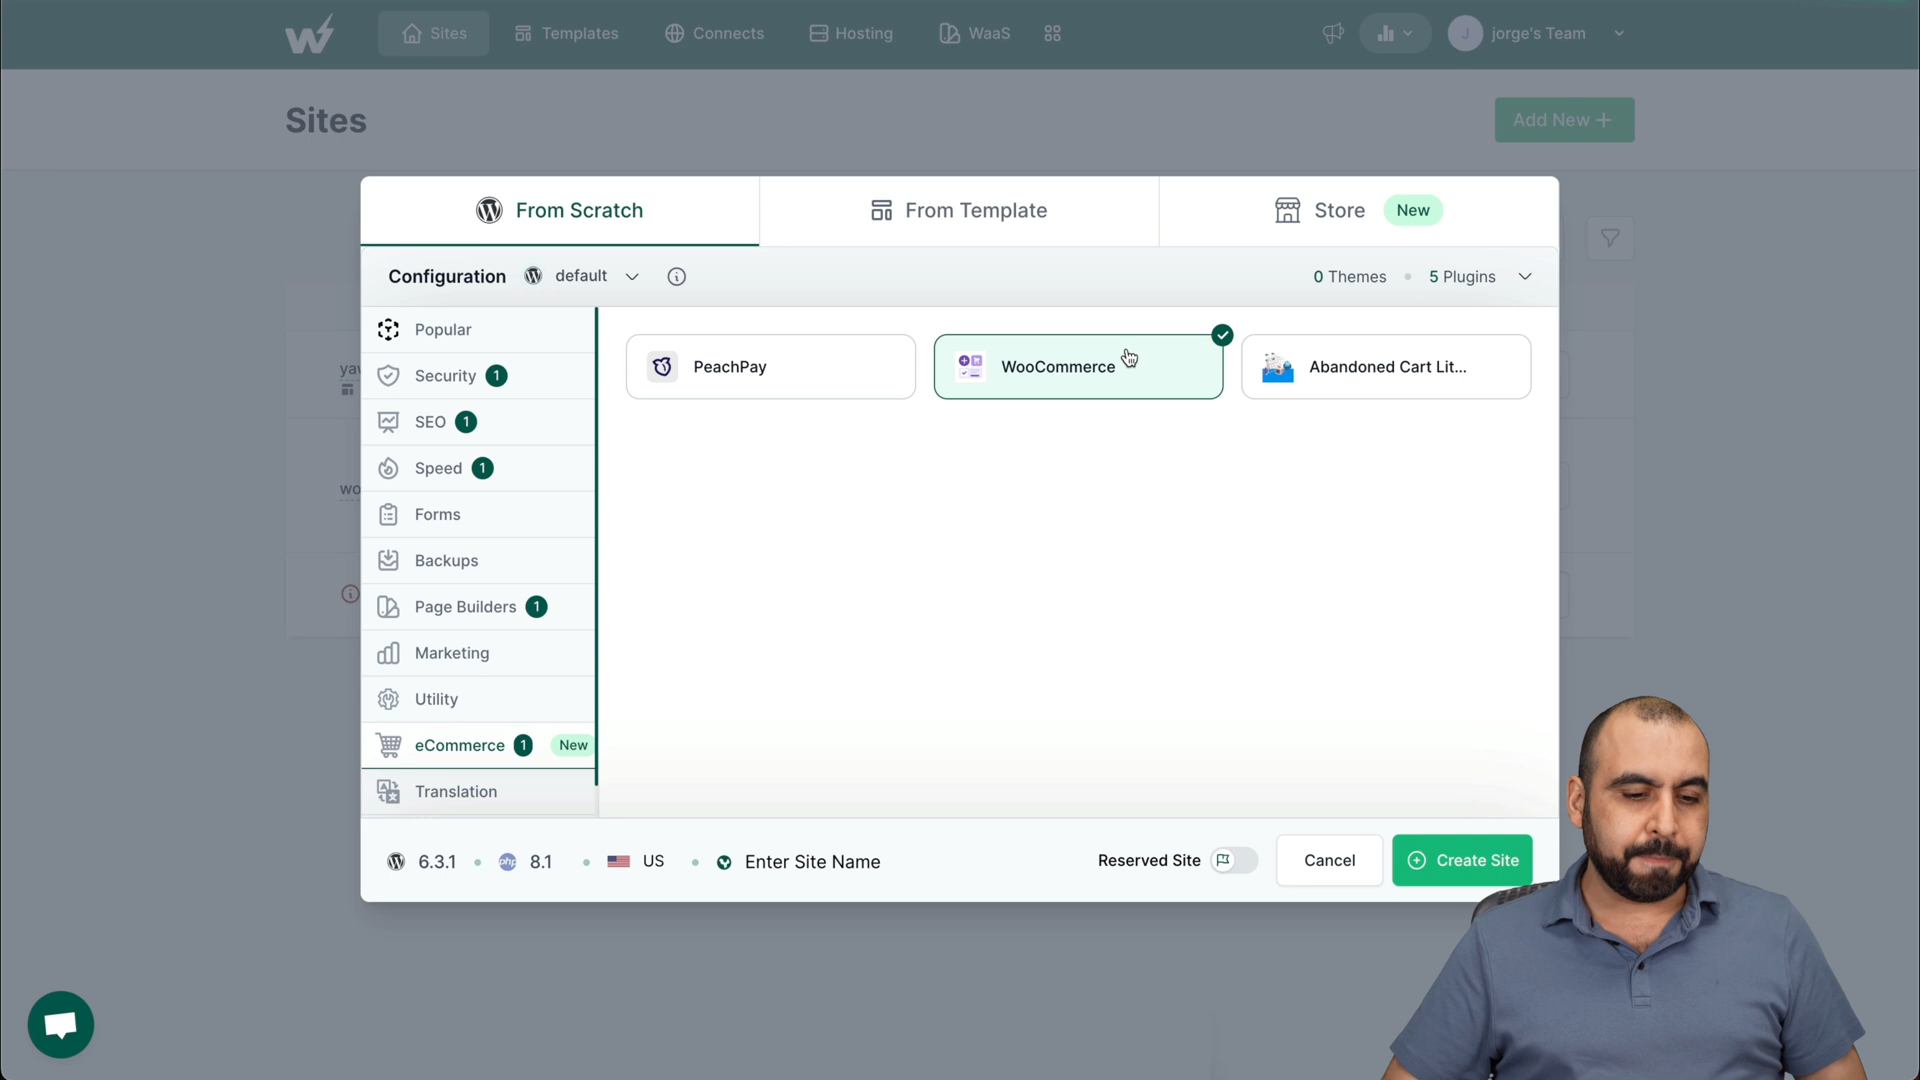 Sites
Templates
Connects
Hosting
WaaS
J
jorge's Team
Sites
Add New +
From Scratch
From Template
Store
New
Configuration
default
0 Themes • 5 Plugins
Popular
Security 1
SEO 1
Speed 1
Forms
Backups
Page Builders 1
Marketing
Utility
eCommerce 1 New
Translation
PeachPay
WooCommerce
Abandoned Cart Lit...
yaw
wo
6.3.1 • php 8.1 • US • Enter Site Name
Reserved Site
Cancel
Create Site